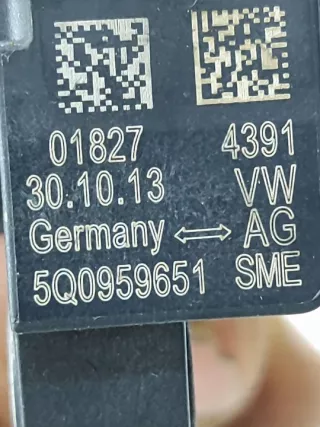 01827 4391
30.10.13 VW
Germany ⟺ AG
5Q0959651 SME